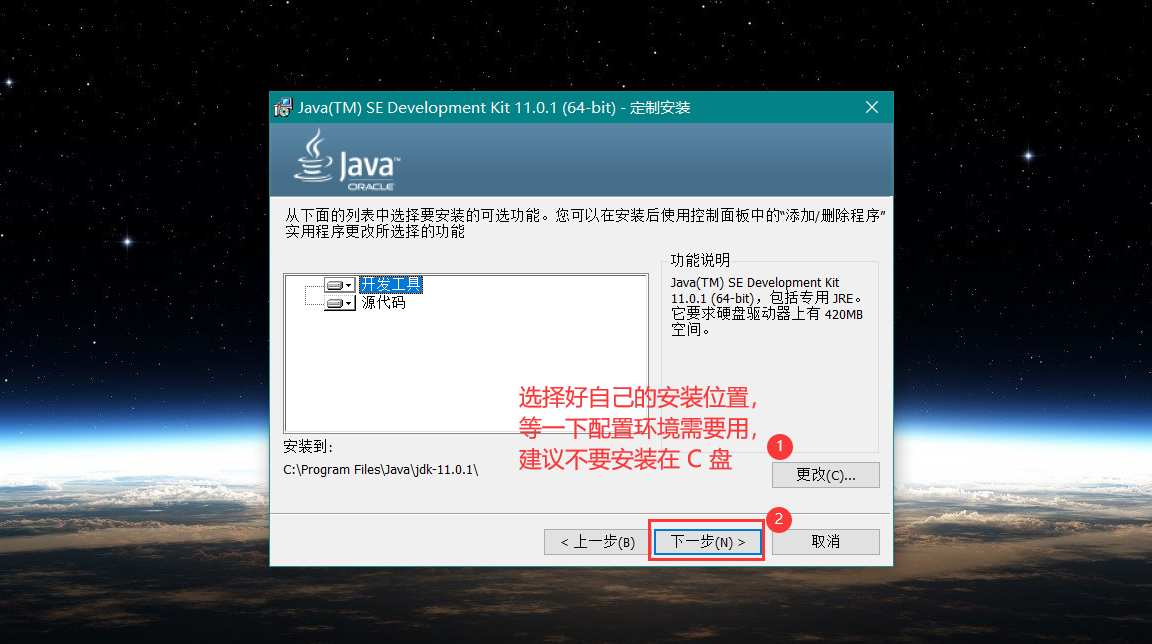 Java(TM) SE Development Kit 11.0.1 (64-bit) - 定制安装
Java™
ORACLE
从下面的列表中选择要安装的可选功能。您可以在安装后使用控制面板中的“添加/删除程序”
实用程序更改所选择的功能
开发工具
源代码
功能说明
Java(TM) SE Development Kit
11.0.1 (64-bit)，包括专用 JRE。
它要求硬盘驱动器上有 420MB
空间。
选择好自己的安装位置，
等一下配置环境需要用，
建议不要安装在 C 盘
安装到:
C:\Program Files\Java\jdk-11.0.1\
1
更改(C)...
2
< 上一步(B)
下一步(N) >
取消